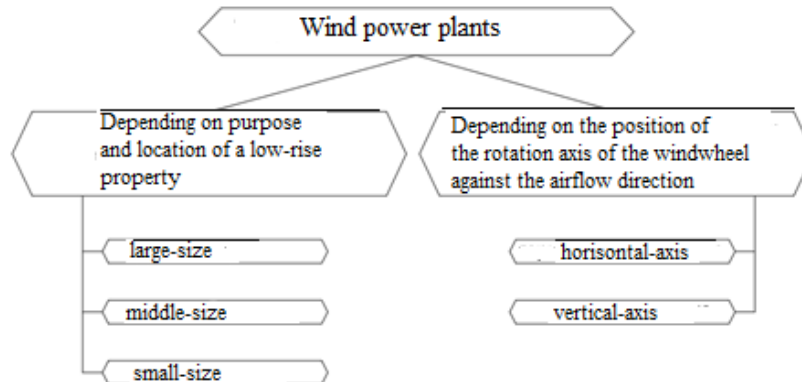 Wind power plants
Depending on purpose
and location of a low-rise
property
Depending on the position of
the rotation axis of the windwheel
against the airflow direction
large-size
middle-size
small-size
horisontal-axis
vertical-axis